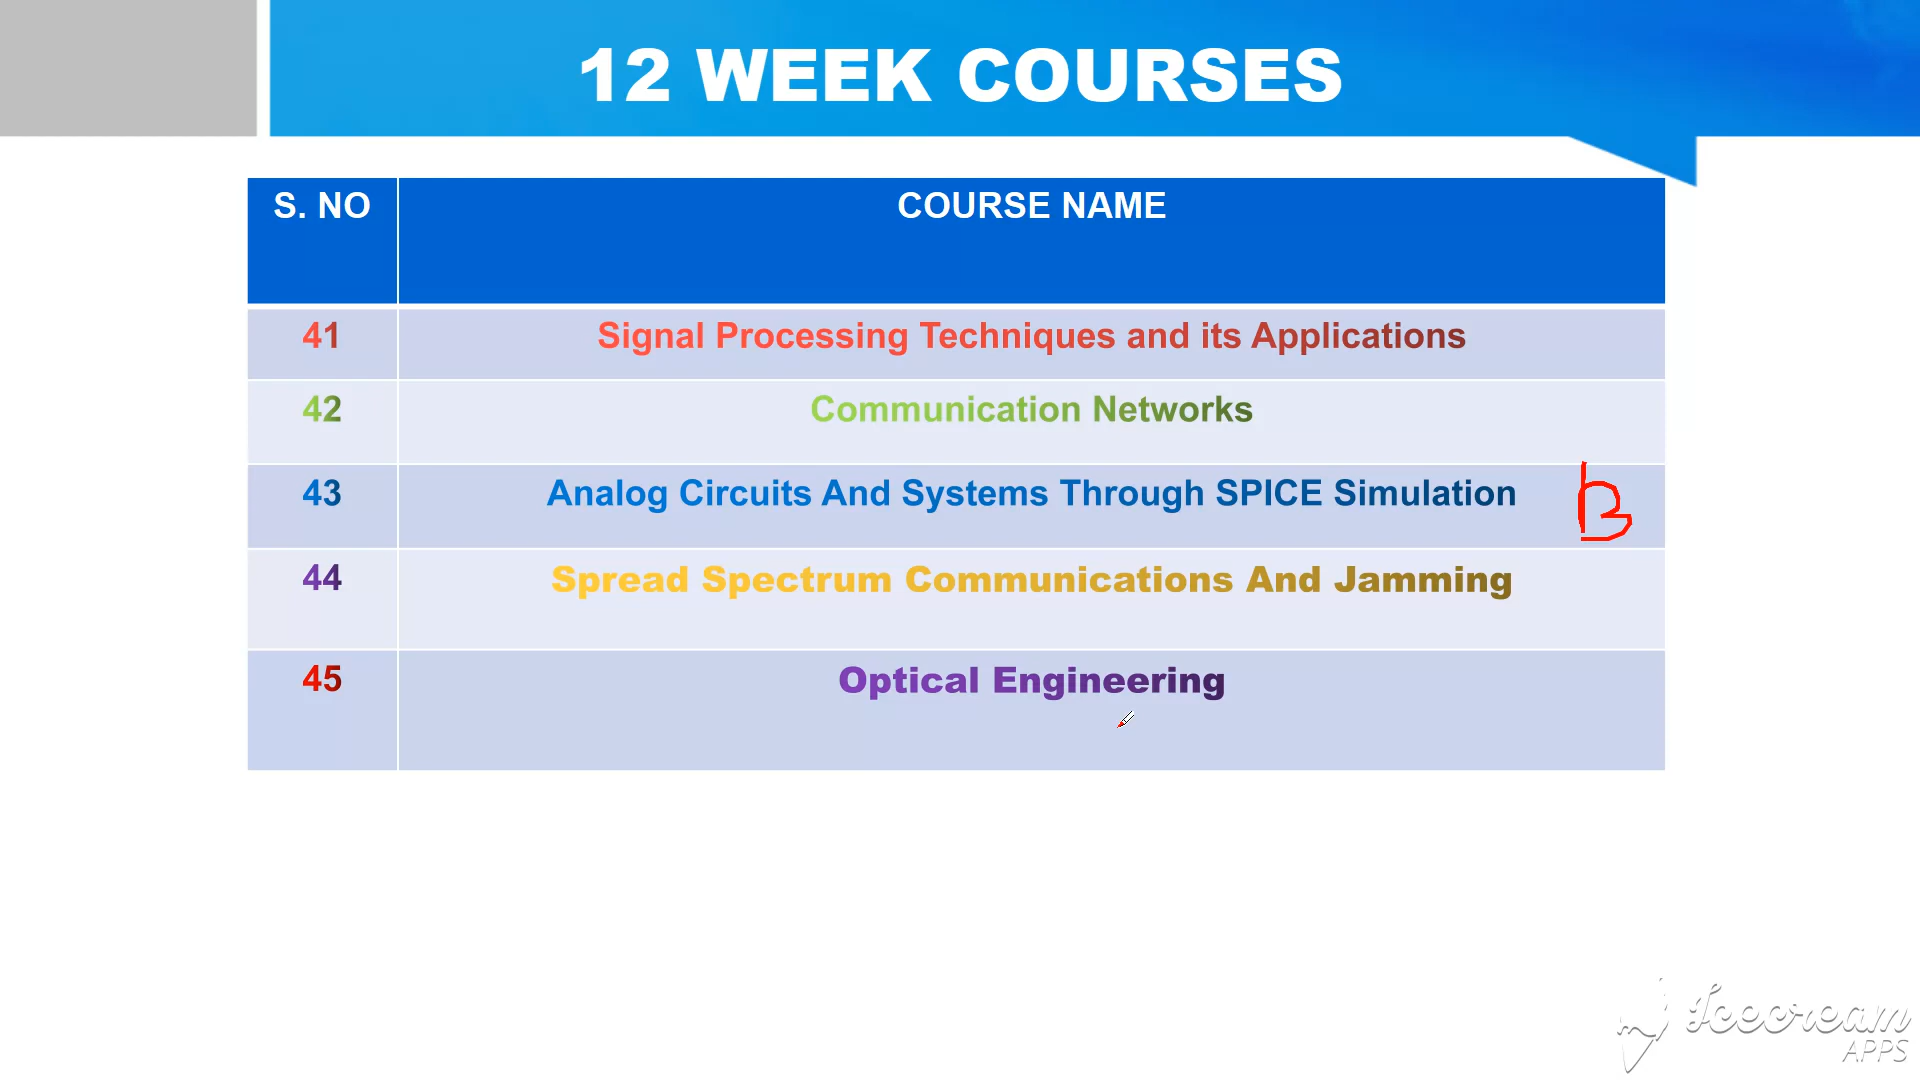 12 WEEK COURSES
S. NO COURSE NAME
41 Signal Processing Techniques and its Applications
42 Communication Networks
43 Analog Circuits And Systems Through SPICE Simulation B
44 Spread Spectrum Communications And Jamming
45 Optical Engineering
Icecream
APPS